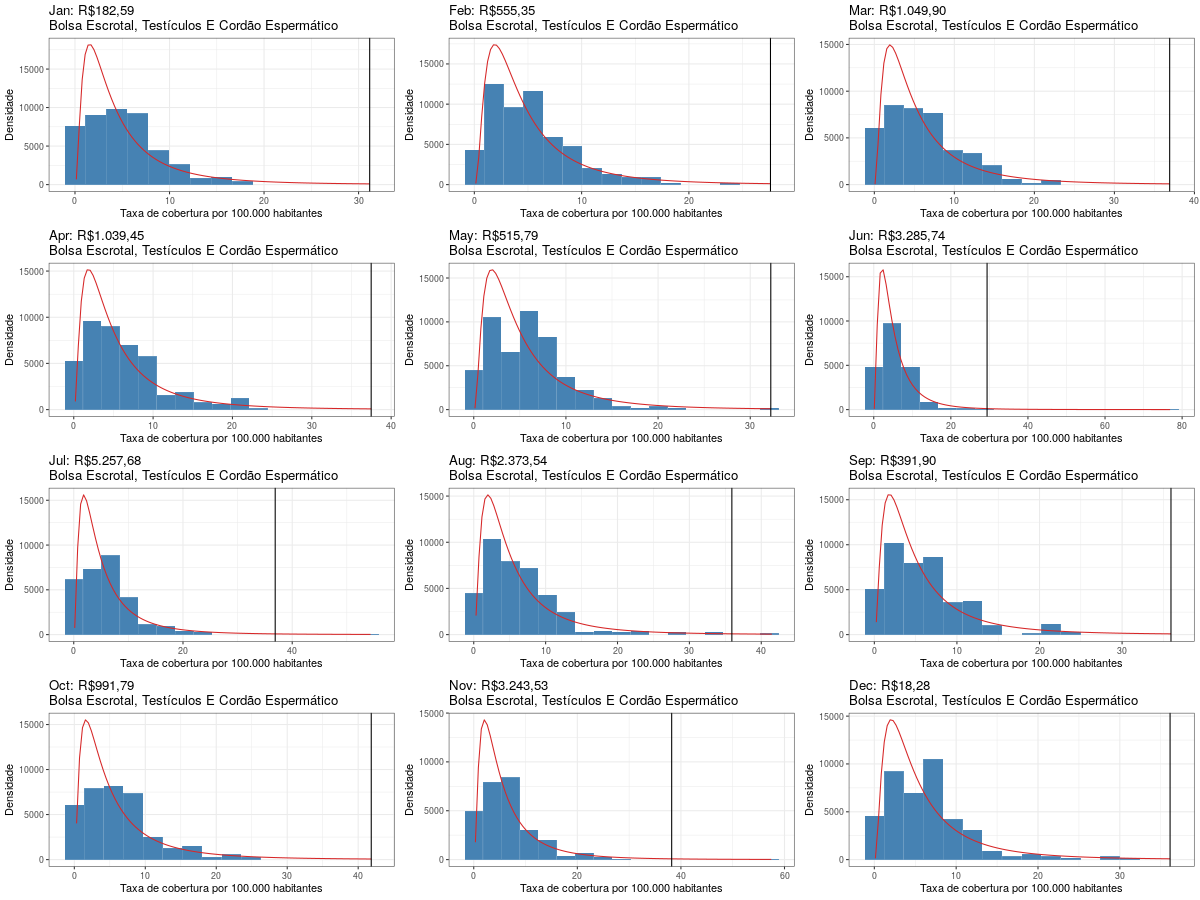 Jan: R$182,59
Bolsa Escrotal, Testículos E Cordão Espermático
Densidade
15000
10000
5000
0
0 10 20 30
Taxa de cobertura por 100.000 habitantes
Feb: R$555,35
Bolsa Escrotal, Testículos E Cordão Espermático
Densidade
15000
10000
5000
0
0 10 20
Taxa de cobertura por 100.000 habitantes
Mar: R$1.049,90
Bolsa Escrotal, Testículos E Cordão Espermático
Densidade
15000
10000
5000
0
0 10 20 30 40
Taxa de cobertura por 100.000 habitantes
Apr: R$1.039,45
Bolsa Escrotal, Testículos E Cordão Espermático
Densidade
15000
10000
5000
0
0 10 20 30 40
Taxa de cobertura por 100.000 habitantes
May: R$515,79
Bolsa Escrotal, Testículos E Cordão Espermático
Densidade
15000
10000
5000
0
0 10 20 30
Taxa de cobertura por 100.000 habitantes
Jun: R$3.285,74
Bolsa Escrotal, Testículos E Cordão Espermático
Densidade
15000
10000
5000
0
0 20 40 60 80
Taxa de cobertura por 100.000 habitantes
Jul: R$5.257,68
Bolsa Escrotal, Testículos E Cordão Espermático
Densidade
15000
10000
5000
0
0 20 40
Taxa de cobertura por 100.000 habitantes
Aug: R$2.373,54
Bolsa Escrotal, Testículos E Cordão Espermático
Densidade
15000
10000
5000
0
0 10 20 30 40
Taxa de cobertura por 100.000 habitantes
Sep: R$391,90
Bolsa Escrotal, Testículos E Cordão Espermático
Densidade
15000
10000
5000
0
0 10 20 30
Taxa de cobertura por 100.000 habitantes
Oct: R$991,79
Bolsa Escrotal, Testículos E Cordão Espermático
Densidade
15000
10000
5000
0
0 10 20 30 40
Taxa de cobertura por 100.000 habitantes
Nov: R$3.243,53
Bolsa Escrotal, Testículos E Cordão Espermático
Densidade
15000
10000
5000
0
0 20 40 60
Taxa de cobertura por 100.000 habitantes
Dec: R$18,28
Bolsa Escrotal, Testículos E Cordão Espermático
Densidade
15000
10000
5000
0
0 10 20 30
Taxa de cobertura por 100.000 habitantes